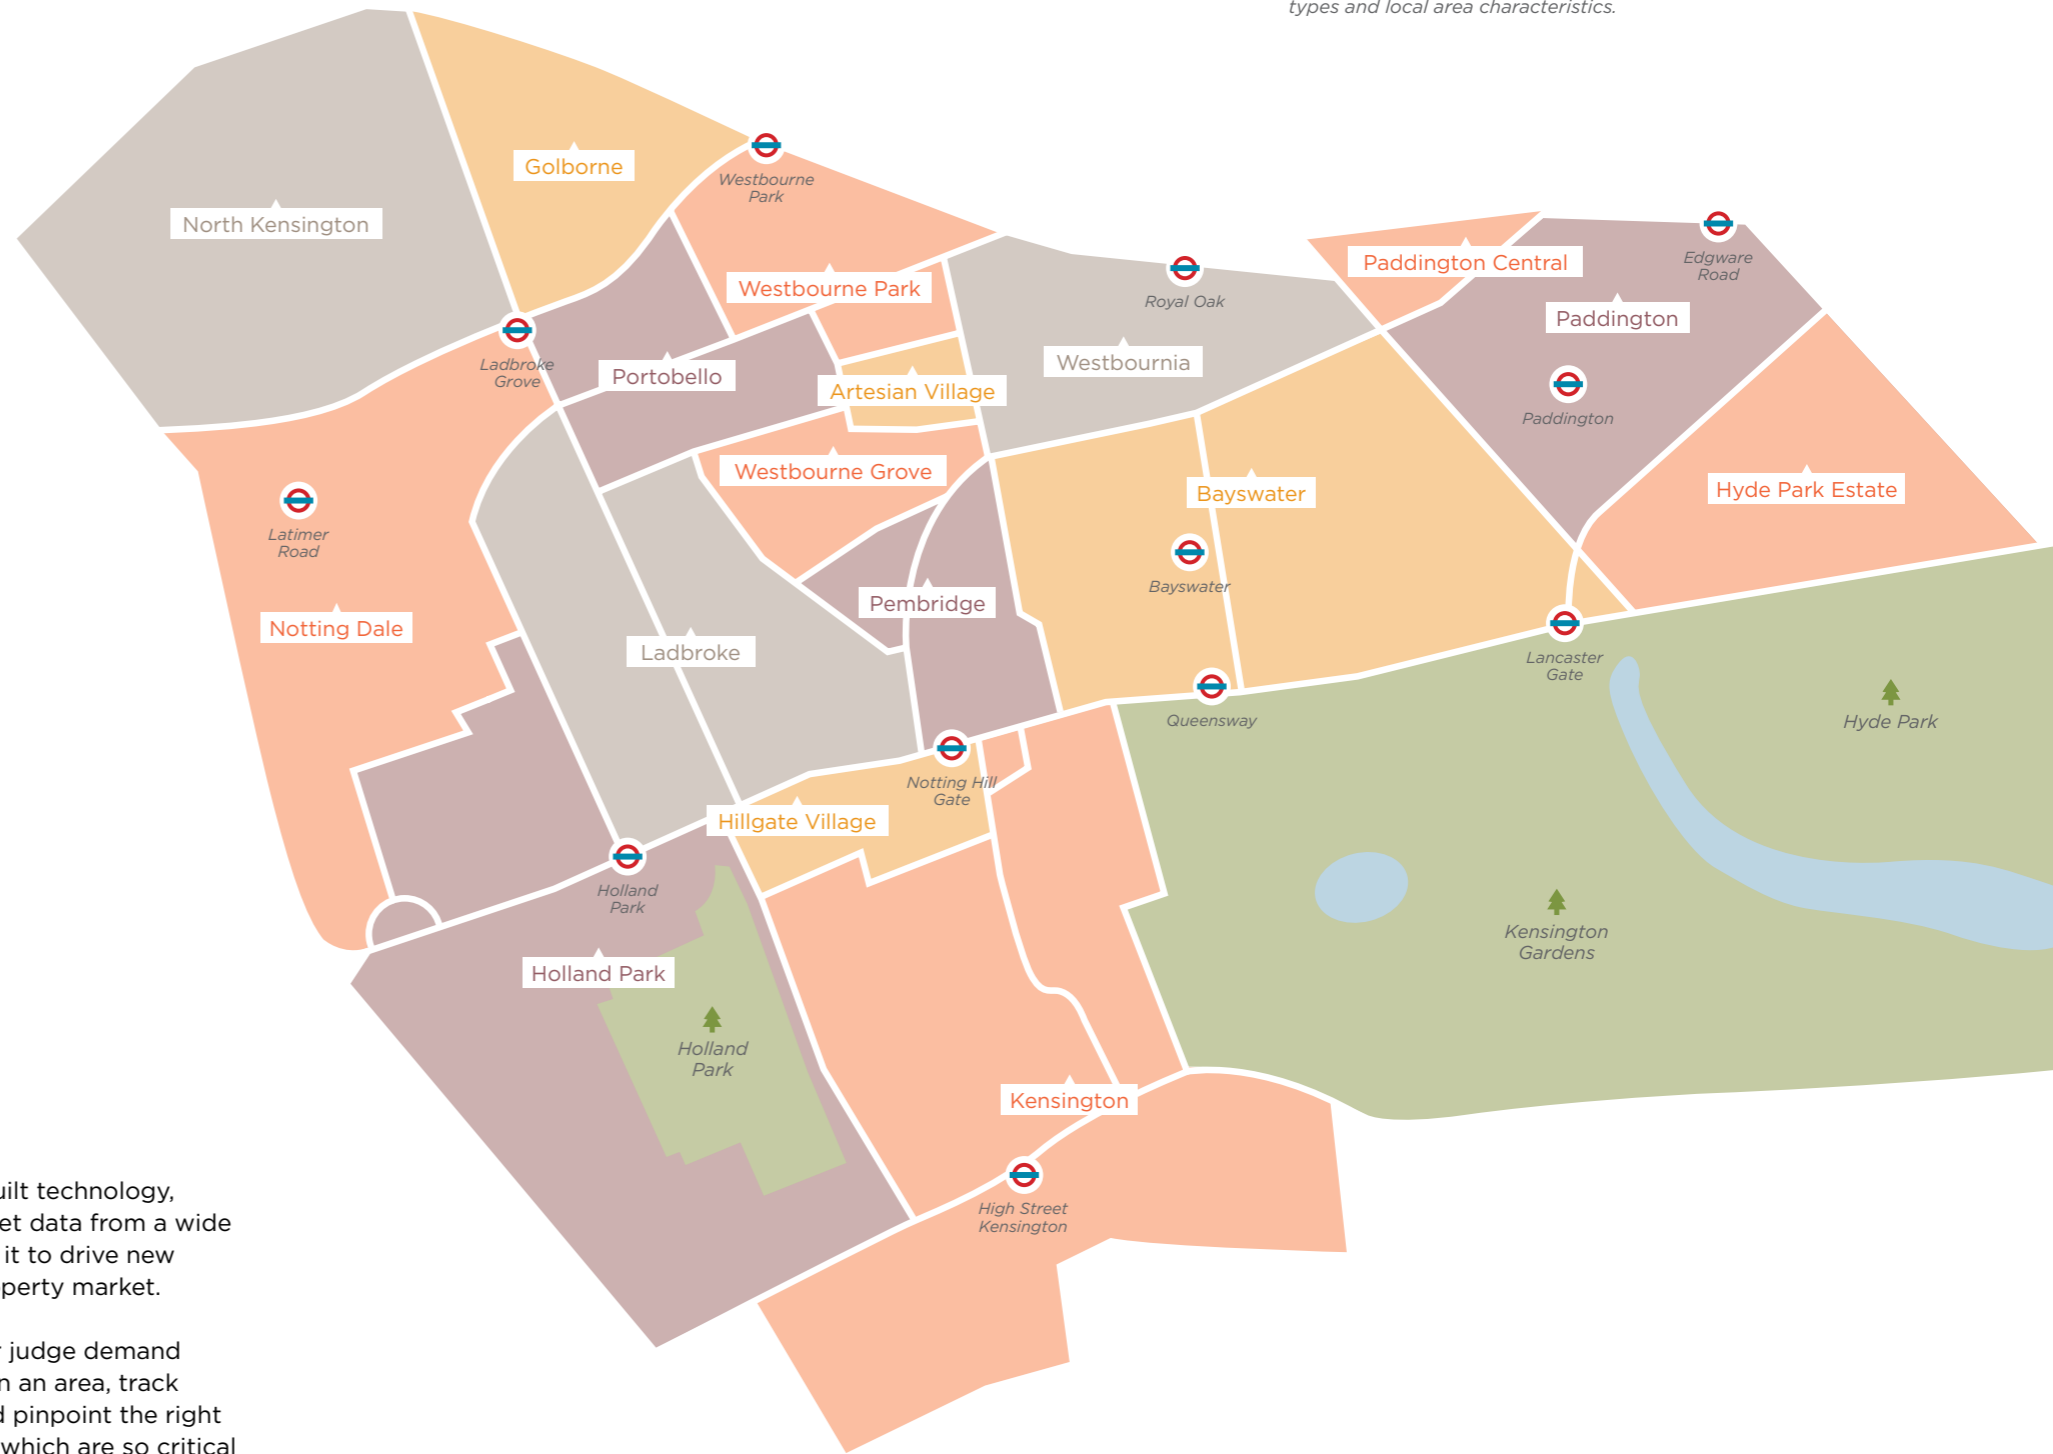 types and local area characteristics.
Golborne
Westbourne
Park
North Kensington
Edgware
Road
Paddington Central
Westbourne Park
Royal Oak
Paddington
Westbournia
Ladbroke
Grove
Portobello
Artesian Village
Paddington
Westbourne Grove
Bayswater
Hyde Park Estate
Latimer
Road
Bayswater
Pembridge
Notting Dale
Ladbroke
Lancaster
Gate
Queensway
Hyde Park
Notting Hill
Gate
Hillgate Village
Holland
Park
Kensington
Gardens
Holland Park
Holland
Park
Kensington
High Street
Kensington
uilt technology,
et data from a wide
it to drive new
perty market.
judge demand
n an area, track
d pinpoint the right
which are so critical